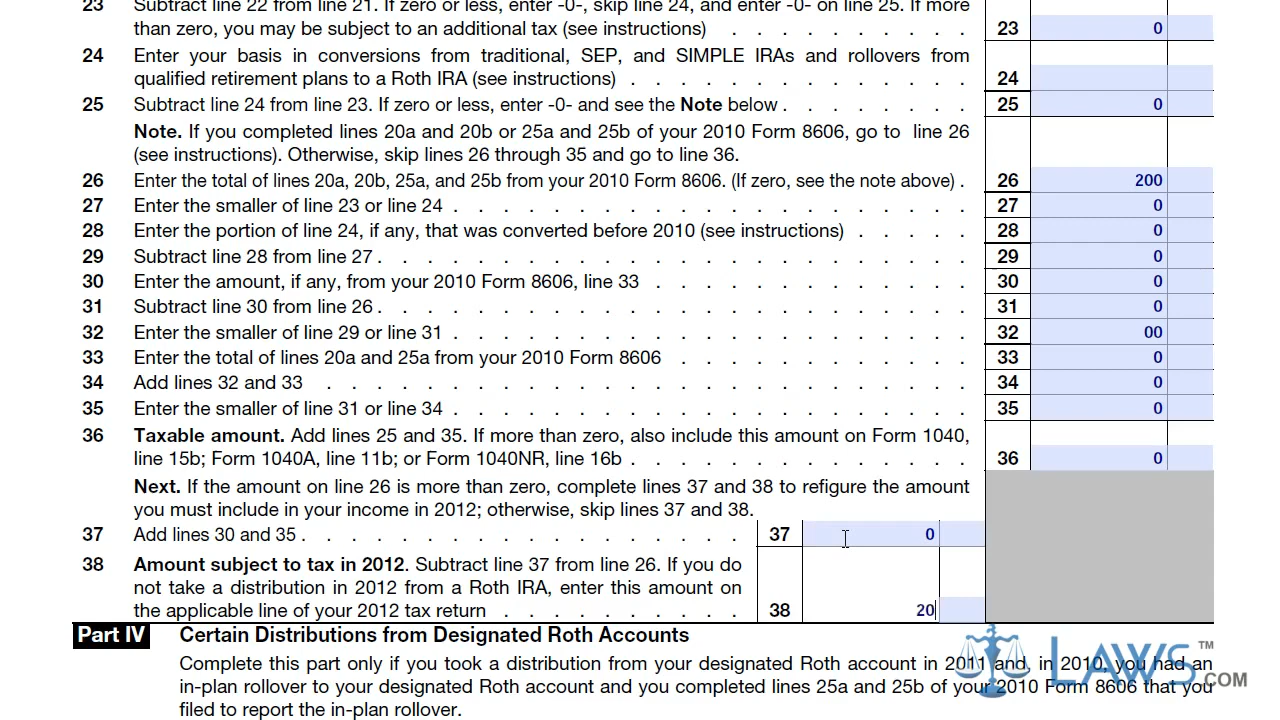 23 Subtract line 22 from line 21. If zero or less, enter -0-, skip line 24, and enter -0- on line 25. If more
than zero, you may be subject to an additional tax (see instructions) . . . . . . . . . . 23 0
24 Enter your basis in conversions from traditional, SEP, and SIMPLE IRAs and rollovers from
qualified retirement plans to a Roth IRA (see instructions) . . . . . . . . . . . . . . 24
25 Subtract line 24 from line 23. If zero or less, enter -0- and see the Note below . . . . . . . . 25 0
Note. If you completed lines 20a and 20b or 25a and 25b of your 2010 Form 8606, go to line 26
(see instructions). Otherwise, skip lines 26 through 35 and go to line 36.
26 Enter the total of lines 20a, 20b, 25a, and 25b from your 2010 Form 8606. (If zero, see the note above) . 26 200
27 Enter the smaller of line 23 or line 24 . . . . . . . . . . . . . . . . . . . . . 27 0
28 Enter the portion of line 24, if any, that was converted before 2010 (see instructions) . . . . . 28 0
29 Subtract line 28 from line 27 . . . . . . . . . . . . . . . . . . . . . . . . 29 0
30 Enter the amount, if any, from your 2010 Form 8606, line 33 . . . . . . . . . . . . . 30 0
31 Subtract line 30 from line 26 . . . . . . . . . . . . . . . . . . . . . . . . 31 0
32 Enter the smaller of line 29 or line 31 . . . . . . . . . . . . . . . . . . . . . 32 00
33 Enter the total of lines 20a and 25a from your 2010 Form 8606 . . . . . . . . . . . . 33 0
34 Add lines 32 and 33 . . . . . . . . . . . . . . . . . . . . . . . . . . 34 0
35 Enter the smaller of line 31 or line 34 . . . . . . . . . . . . . . . . . . . . . 35 0
36 Taxable amount. Add lines 25 and 35. If more than zero, also include this amount on Form 1040,
line 15b; Form 1040A, line 11b; or Form 1040NR, line 16b . . . . . . . . . . . . . . 36 0
Next. If the amount on line 26 is more than zero, complete lines 37 and 38 to refigure the amount
you must include in your income in 2012; otherwise, skip lines 37 and 38.
37 Add lines 30 and 35 . . . . . . . . . . . . . . . . . 37 0
38 Amount subject to tax in 2012. Subtract line 37 from line 26. If you do
not take a distribution in 2012 from a Roth IRA, enter this amount on
the applicable line of your 2012 tax return . . . . . . . . . 38 20
Part IV Certain Distributions from Designated Roth Accounts
Complete this part only if you took a distribution from your designated Roth account in 2011 and, in 2010, you had an
in-plan rollover to your designated Roth account and you completed lines 25a and 25b of your 2010 Form 8606 that you
filed to report the in-plan rollover.
LAWS™.COM